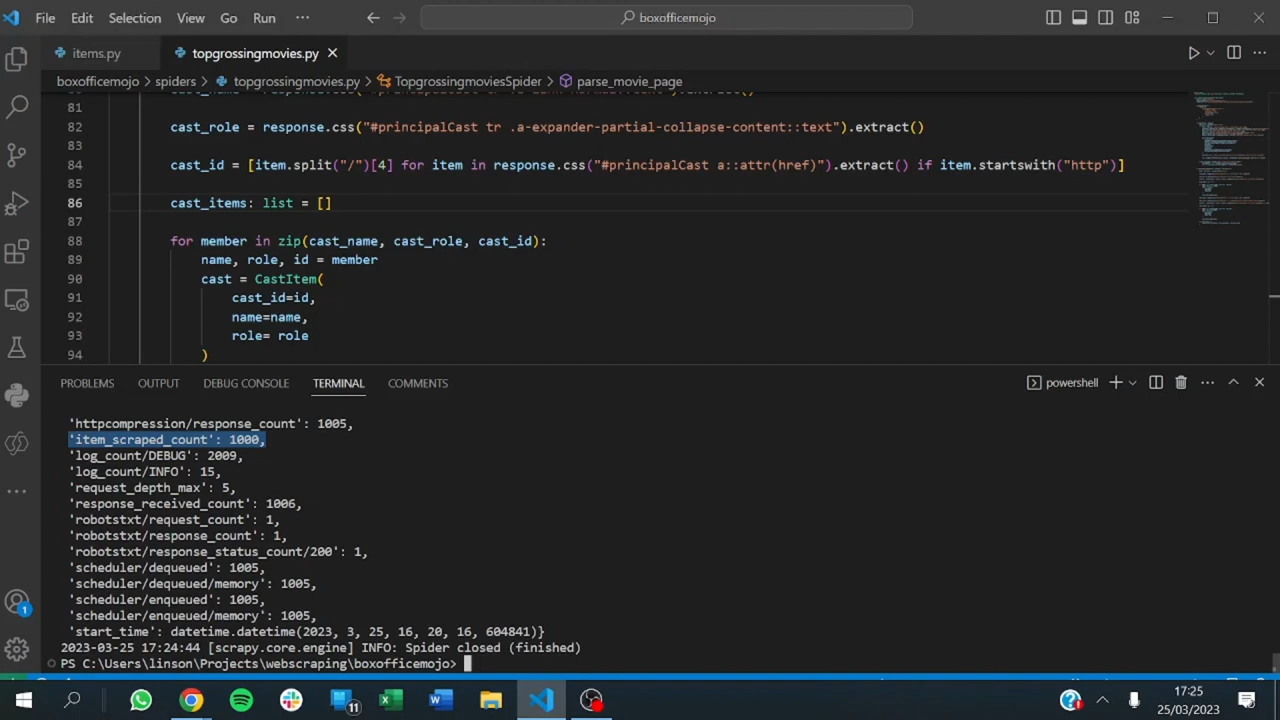 File Edit Selection View Go Run ··· boxofficemojo
items.py topgrossingmovies.py
boxofficemojo > spiders > topgrossingmovies.py > TopgrossingmoviesSpider > parse_movie_page
81
82 cast_role = response.css("#principalCast tr .a-expander-partial-collapse-content::text").extract()
83
84 cast_id = [item.split("/")[4] for item in response.css("#principalCast a::attr(href)").extract() if item.startswith("http")]
85
86 cast_items: list = []
87
88 for member in zip(cast_name, cast_role, cast_id):
89 name, role, id = member
90 cast = CastItem(
91 cast_id=id,
92 name=name,
93 role= role
94 )
PROBLEMS OUTPUT DEBUG CONSOLE TERMINAL COMMENTS powershell
'httpcompression/response_count': 1005,
'item_scraped_count': 1000,
'log_count/DEBUG': 2009,
'log_count/INFO': 15,
'request_depth_max': 5,
'response_received_count': 1006,
'robotstxt/request_count': 1,
'robotstxt/response_count': 1,
'robotstxt/response_status_count/200': 1,
'scheduler/dequeued': 1005,
'scheduler/dequeued/memory': 1005,
'scheduler/enqueued': 1005,
'scheduler/enqueued/memory': 1005,
'start_time': datetime.datetime(2023, 3, 25, 16, 20, 16, 604841)}
2023-03-25 17:24:44 [scrapy.core.engine] INFO: Spider closed (finished)
PS C:\Users\linson\Projects\webscraping\boxofficemojo>
1
11
17:25
25/03/2023